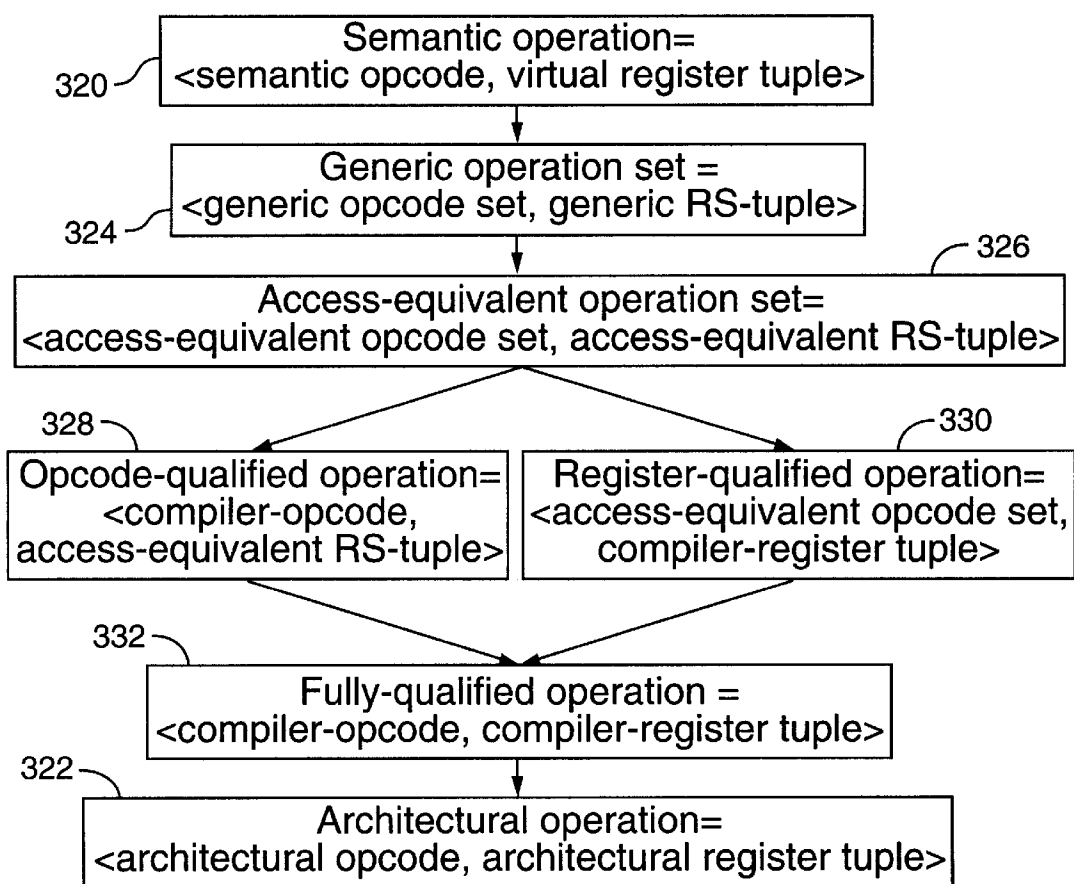 Semantic operation=
<semantic opcode, virtual register tuple>
320
Generic operation set =
<generic opcode set, generic RS-tuple>
324
326
Access-equivalent operation set=
<access-equivalent opcode set, access-equivalent RS-tuple>
328
Opcode-qualified operation=
<compiler-opcode,
access-equivalent RS-tuple>
330
Register-qualified operation=
<access-equivalent opcode set,
compiler-register tuple>
332
Fully-qualified operation =
<compiler-opcode, compiler-register tuple>
322
Architectural operation=
<architectural opcode, architectural register tuple>